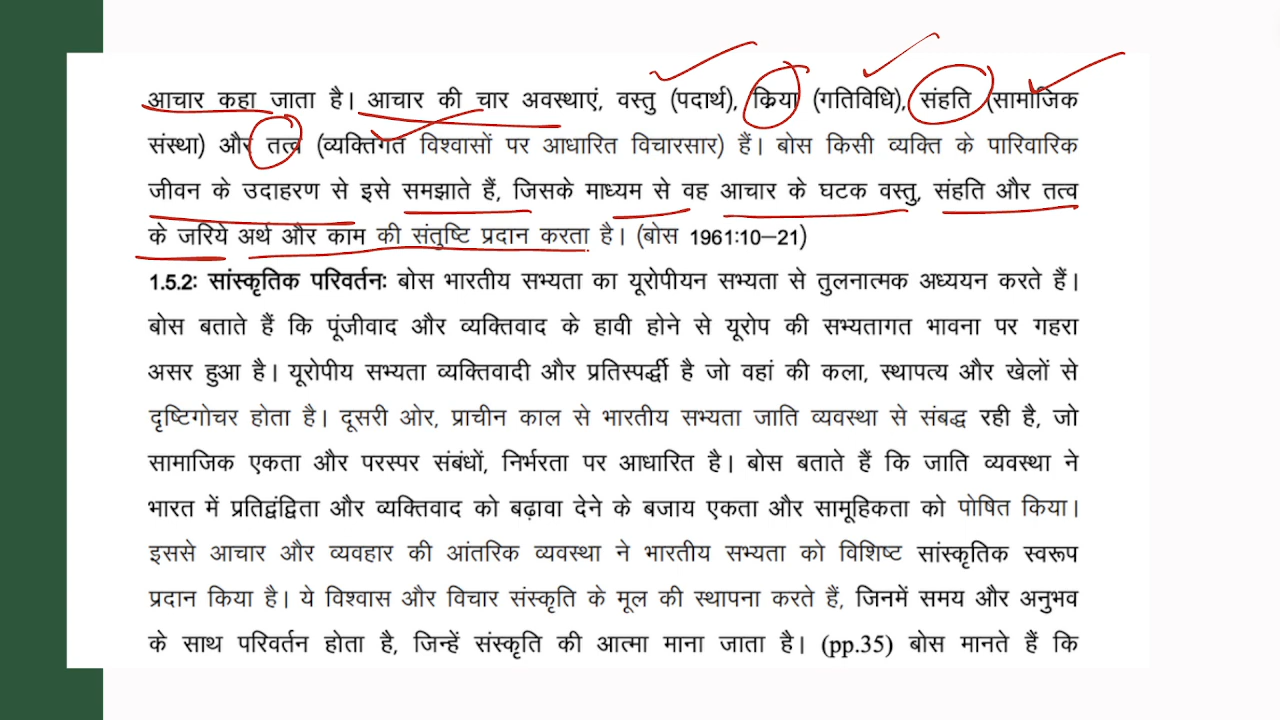 आचार कहा जाता है। आचार की चार अवस्थाएं, वस्तु (पदार्थ), क्रिया (गतिविधि), संहति (सामाजिक
संस्था) और तत्व (व्यक्तिगत विश्वासों पर आधारित विचारसार) हैं। बोस किसी व्यक्ति के पारिवारिक
जीवन के उदाहरण से इसे समझाते हैं, जिसके माध्यम से वह आचार के घटक वस्तु, संहति और तत्व
के जरिये अर्थ और काम की संतुष्टि प्रदान करता है। (बोस 1961:10–21)
1.5.2: सांस्कृतिक परिवर्तन: बोस भारतीय सभ्यता का यूरोपीयन सभ्यता से तुलनात्मक अध्ययन करते हैं।
बोस बताते हैं कि पूंजीवाद और व्यक्तिवाद के हावी होने से यूरोप की सभ्यतागत भावना पर गहरा
असर हुआ है। यूरोपीय सभ्यता व्यक्तिवादी और प्रतिस्पर्द्धी है जो वहां की कला, स्थापत्य और खेलों से
दृष्टिगोचर होता है। दूसरी ओर, प्राचीन काल से भारतीय सभ्यता जाति व्यवस्था से संबद्ध रही है, जो
सामाजिक एकता और परस्पर संबंधों, निर्भरता पर आधारित है। बोस बताते हैं कि जाति व्यवस्था ने
भारत में प्रतिद्वंद्विता और व्यक्तिवाद को बढ़ावा देने के बजाय एकता और सामूहिकता को पोषित किया।
इससे आचार और व्यवहार की आंतरिक व्यवस्था ने भारतीय सभ्यता को विशिष्ट सांस्कृतिक स्वरूप
प्रदान किया है। ये विश्वास और विचार संस्कृति के मूल की स्थापना करते हैं, जिनमें समय और अनुभव
के साथ परिवर्तन होता है, जिन्हें संस्कृति की आत्मा माना जाता है। (pp.35) बोस मानते हैं कि